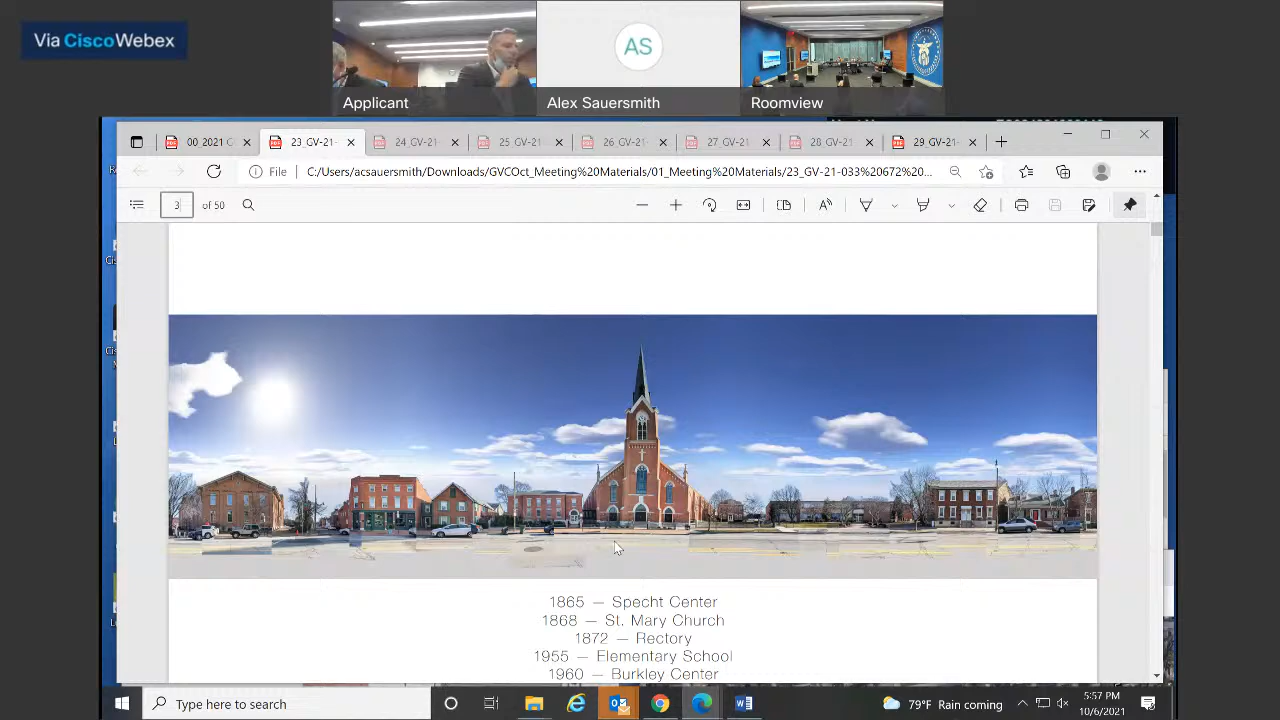 Via CiscoWebex
AS
Applicant
Alex Sauersmith
Roomview
00_2021 C
23_GV-21-
24_GV-21-
25_GV-21-
26_GV-21-
27_GV-21-
28_GV-21-
29_GV-21-
File
C:/Users/acsauersmith/Downloads/GVCOct_Meeting%20Materials/01_Meeting%20Materials/23_GV-21-033%20672%20...
3 of 50
1865 — Specht Center
1868 — St. Mary Church
1872 — Rectory
1955 — Elementary School
1960 — Burkley Center
Type here to search
79°F Rain coming
5:57 PM
10/6/2021